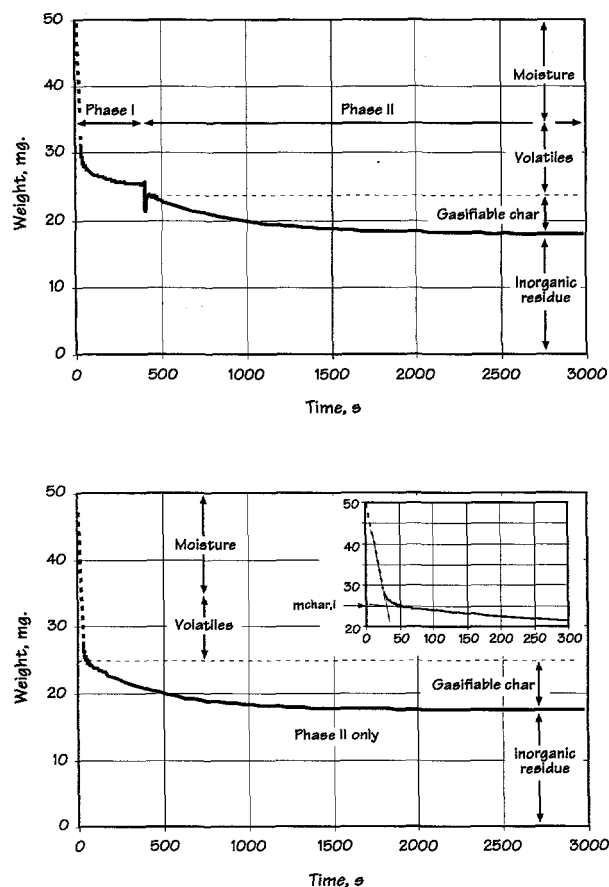 50
40
30
20
10
0
Weight, mg.
Phase I
Phase II
Moisture
Volatiles
Gasifiable char
Inorganic
residue
0 500 1000 1500 2000 2500 3000
Time, s
50
40
30
20
10
0
Weight, mg.
Moisture
Volatiles
50
40
30
20
mchar,i
0 50 100 150 200 250 300
Gasifiable char
Phase II only
Inorganic
residue
0 500 1000 1500 2000 2500 3000
Time, s